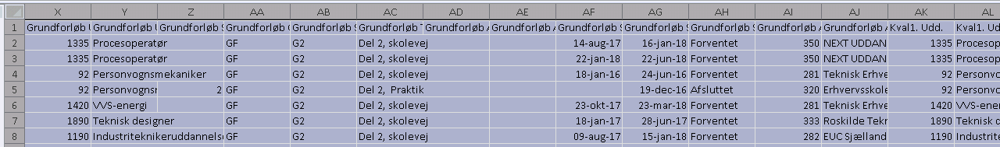 X Y Z AA AB AC AD AE AF AG AH AI AJ AK AL
1 Grundforløb U Grundforløb U Grundforløb S Grundforløb Grundforløb S Grundforløb Grundforløb A Grundforløb A Grundforløb S Grundforløb S Grundforløb S Grundforløb A Grundforløb A Kval1. Udd. Kval1. Ud
2 1335 Procesoperatør GF G2 Del 2, skolevej 14-aug-17 16-jan-18 Forventet 350 NEXT UDDAN 1335 Procesop
3 1335 Procesoperatør GF G2 Del 2, skolevej 22-jan-18 22-jun-18 Forventet 350 NEXT UDDAN 1335 Procesop
4 92 Personvognsmekaniker GF G2 Del 2, skolevej 18-jan-16 24-jun-16 Forventet 281 Teknisk Erhve 92 Personvo
5 92 Personvognsr 2 GF G2 Del 2, Praktik 19-dec-16 Afsluttet 320 Erhvervsskole 92 Personvo
6 1420 VVS-energi GF G2 Del 2, skolevej 23-okt-17 23-mar-18 Forventet 281 Teknisk Erhve 1420 VVS-ener
7 1890 Teknisk designer GF G2 Del 2, skolevej 18-jan-17 28-jun-17 Forventet 333 Roskilde Tekr 1890 Teknisk d
8 1190 Industriteknikeruddannels GF G2 Del 2, skolevej 09-aug-17 15-jan-18 Forventet 282 EUC Sjælland 1190 Industrite